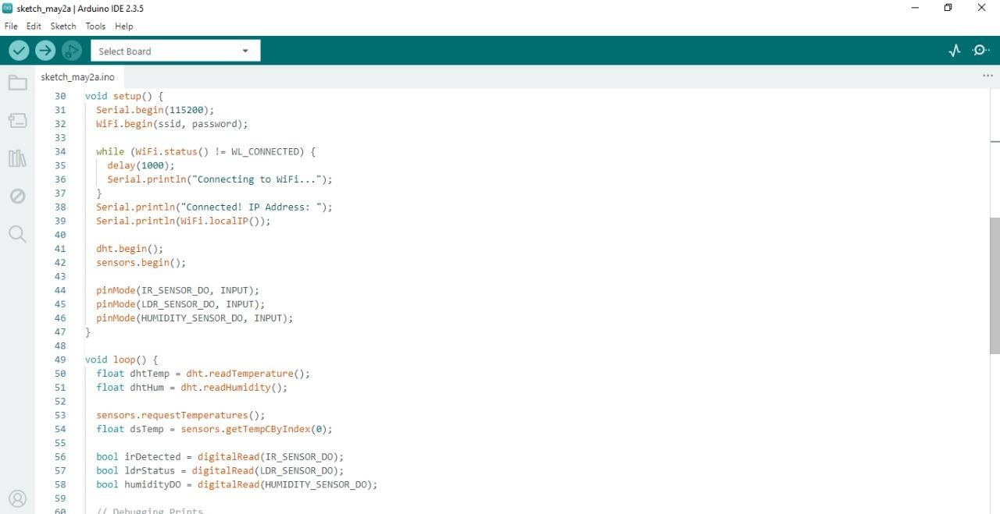 sketch_may2a | Arduino IDE 2.3.5
File Edit Sketch Tools Help
Select Board
sketch_may2a.ino
30 void setup() {
31 Serial.begin(115200);
32 WiFi.begin(ssid, password);
33
34 while (WiFi.status() != WL_CONNECTED) {
35 delay(1000);
36 Serial.println("Connecting to WiFi...");
37 }
38 Serial.println("Connected! IP Address: ");
39 Serial.println(WiFi.localIP());
40
41 dht.begin();
42 sensors.begin();
43
44 pinMode(IR_SENSOR_DO, INPUT);
45 pinMode(LDR_SENSOR_DO, INPUT);
46 pinMode(HUMIDITY_SENSOR_DO, INPUT);
47 }
48
49 void loop() {
50 float dhtTemp = dht.readTemperature();
51 float dhtHum = dht.readHumidity();
52
53 sensors.requestTemperatures();
54 float dsTemp = sensors.getTempCByIndex(0);
55
56 bool irDetected = digitalRead(IR_SENSOR_DO);
57 bool ldrStatus = digitalRead(LDR_SENSOR_DO);
58 bool humidityDO = digitalRead(HUMIDITY_SENSOR_DO);
59
60 // Debugging Prints